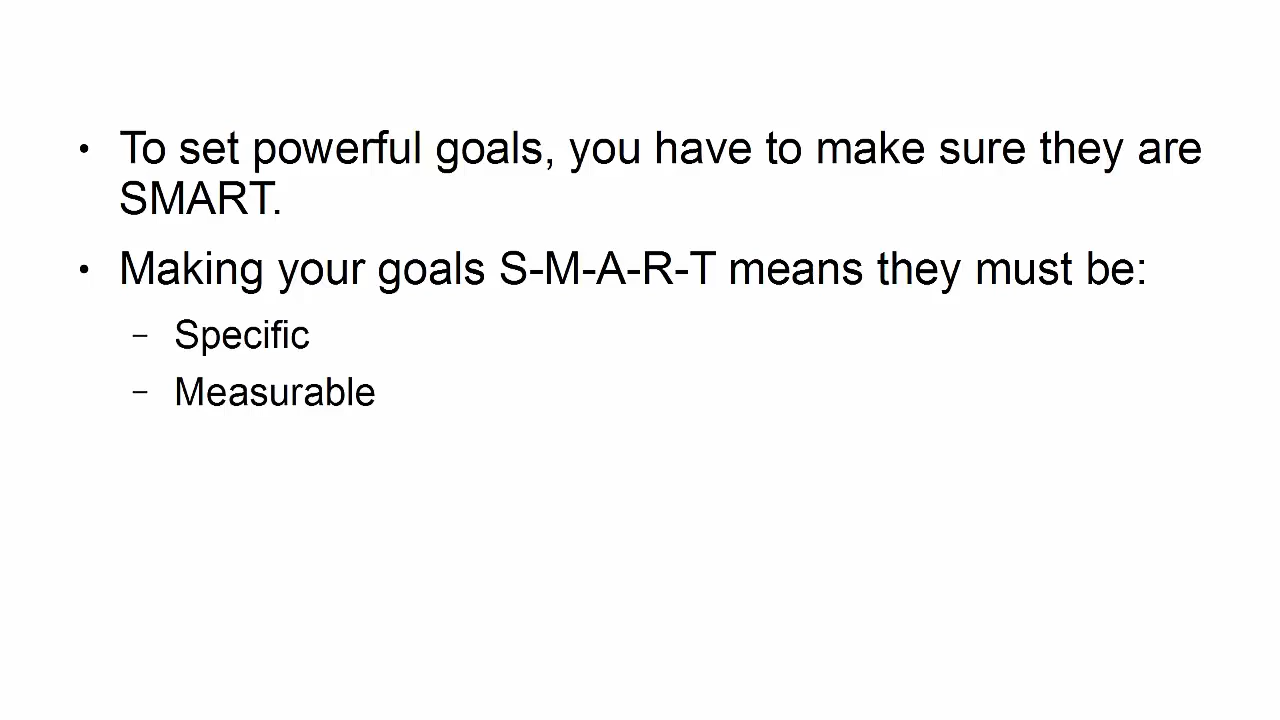 • To set powerful goals, you have to make sure they are
SMART.
• Making your goals S-M-A-R-T means they must be:
– Specific
– Measurable